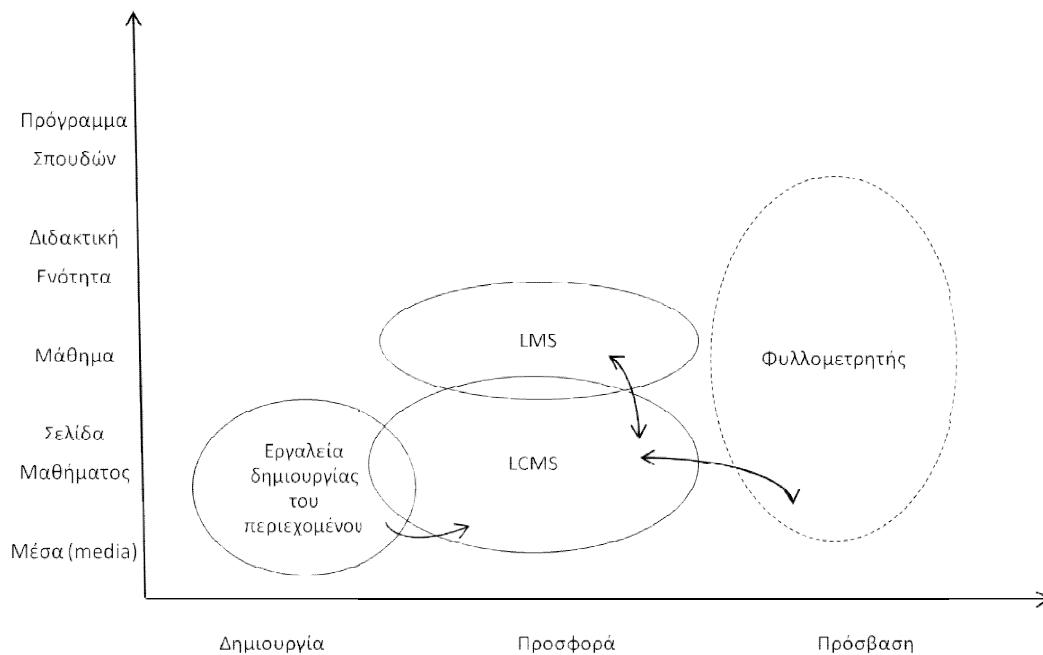 Πρόγραμμα
Σπουδών
Διδακτική
Ενότητα
LMS
Μάθημα
Φυλλομετρητής
Σελίδα
Μαθήματος
Εργαλεία
δημιουργίας
του
περιεχομένου
LCMS
Μέσα (media)
Δημιουργία
Προσφορά
Πρόσβαση